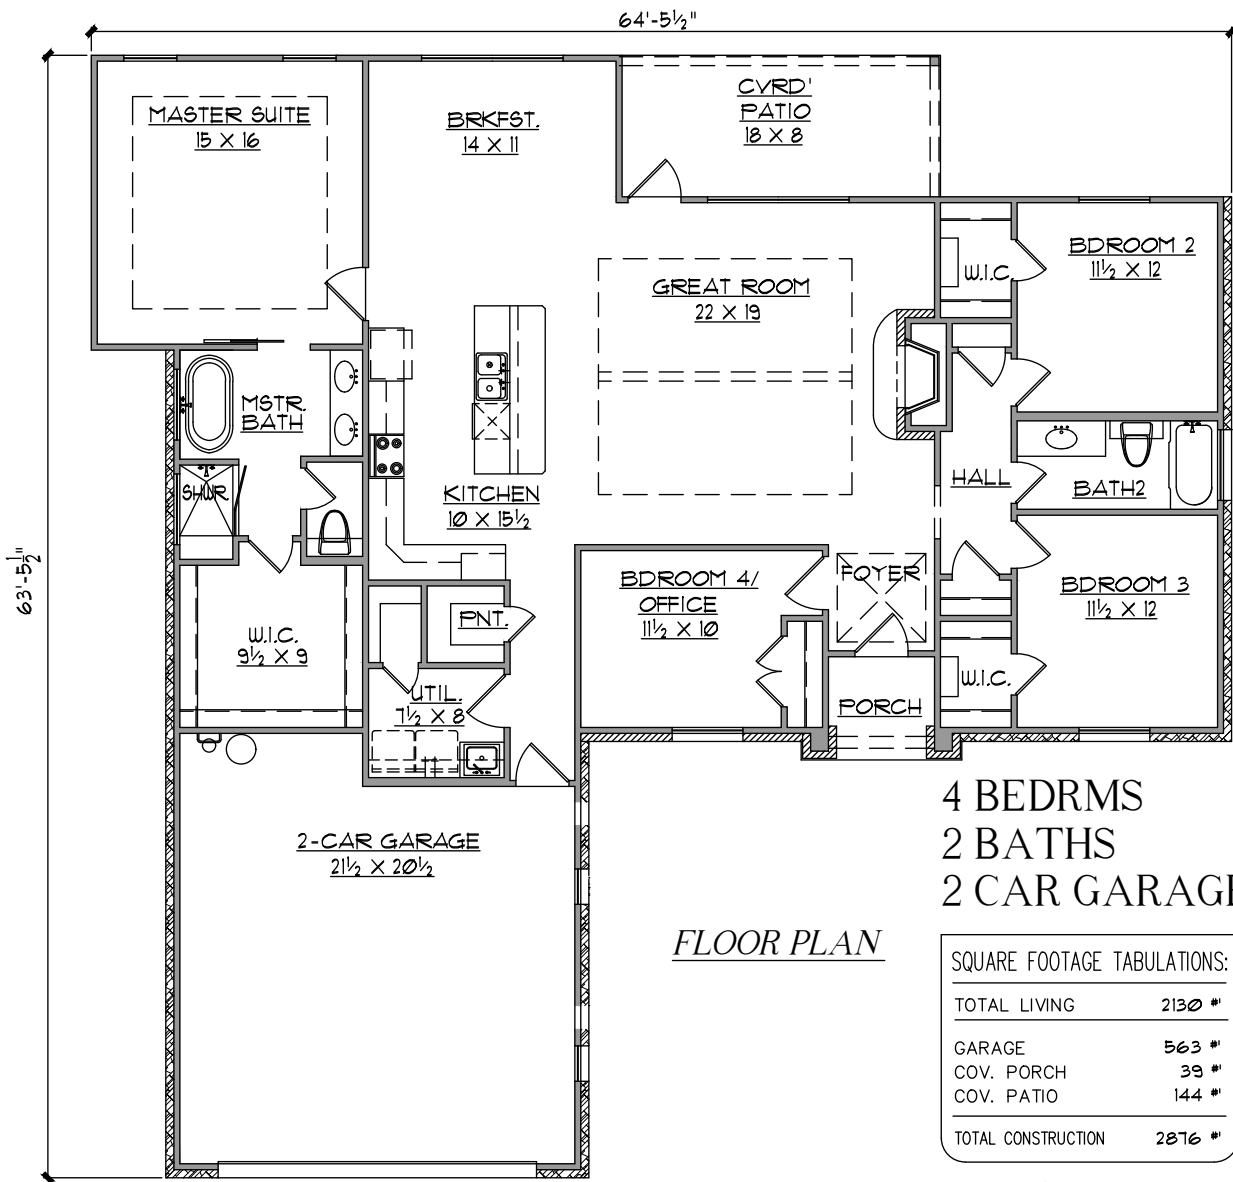 64'-5½"
63'-5½"
MASTER SUITE
15 X 16
BRKFST.
14 X 11
CVRD'
PATIO
18 X 8
BDROOM 2
11½ X 12
W.I.C.
GREAT ROOM
22 X 19
MSTR.
BATH
SHWR.
KITCHEN
10 X 15½
HALL
BATH2
BDROOM 4/
OFFICE
11½ X 10
FOYER
BDROOM 3
11½ X 12
W.I.C.
9½ X 9
PNT.
UTIL.
7½ X 8
PORCH
W.I.C.
2-CAR GARAGE
21½ X 20½
4 BEDRMS
2 BATHS
2 CAR GARAGE
FLOOR PLAN
SQUARE FOOTAGE TABULATIONS:
TOTAL LIVING 2130 #'
GARAGE 563 #'
COV. PORCH 39 #'
COV. PATIO 144 #'
TOTAL CONSTRUCTION 2876 #'